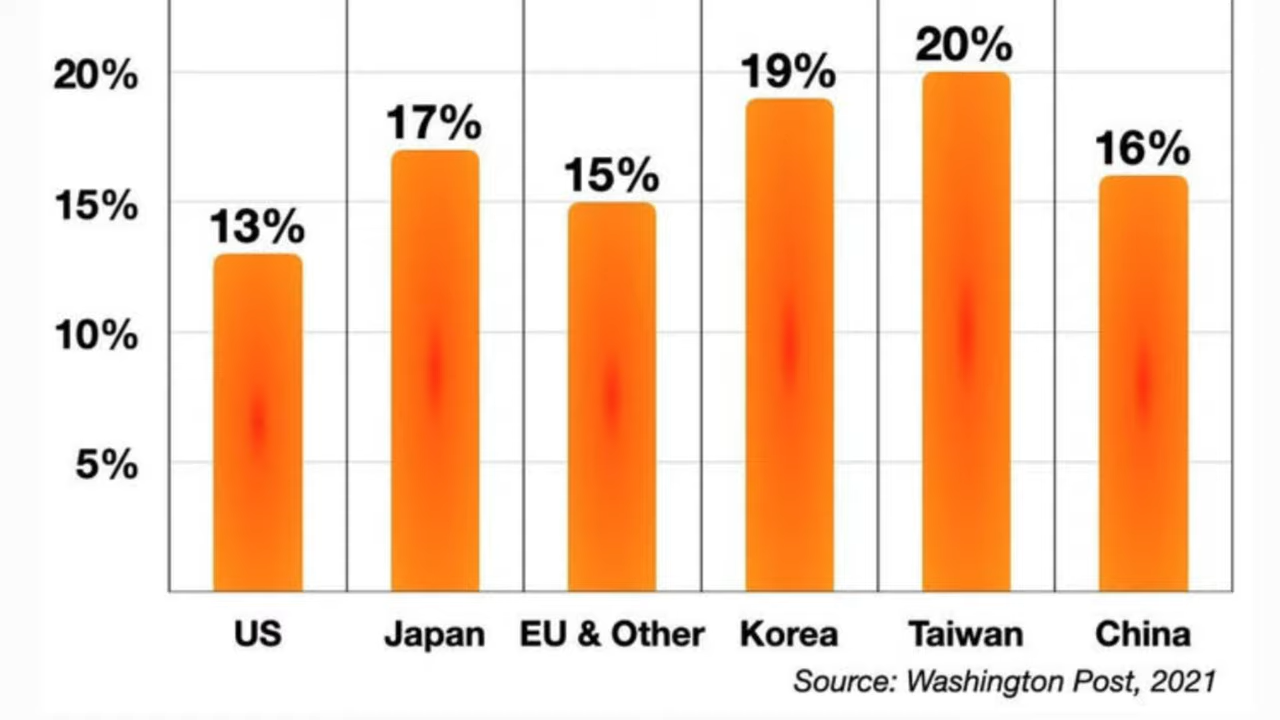 20%
15%
10%
5%
13%
17%
15%
19%
20%
16%
US
Japan
EU & Other
Korea
Taiwan
China
Source: Washington Post, 2021